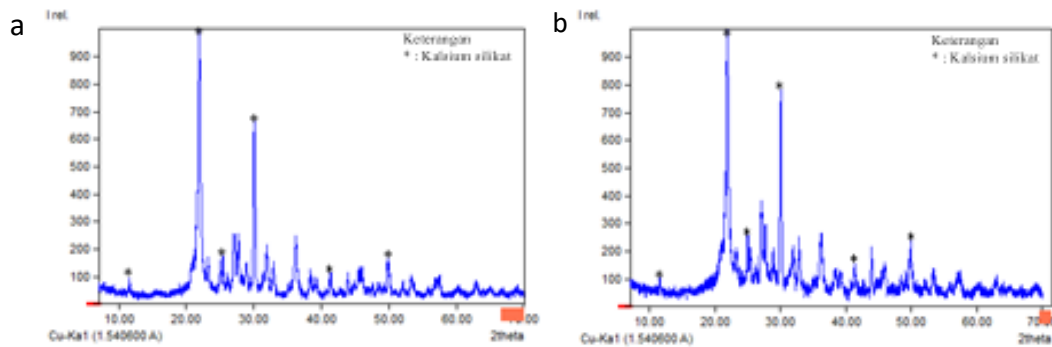 a
I rel.
Keterangan
* : Kalsium silikat
900
800
700
600
500
400
300
200
100
10.00 20.00 30.00 40.00 50.00 60.00
Cu-Ka1 (1.540600 A)
2theta
b
I rel.
Keterangan
* : Kalsium silikat
900
800
700
600
500
400
300
200
100
10.00 20.00 30.00 40.00 50.00 60.00 70.00
Cu-Ka1 (1.540600 A)
2theta